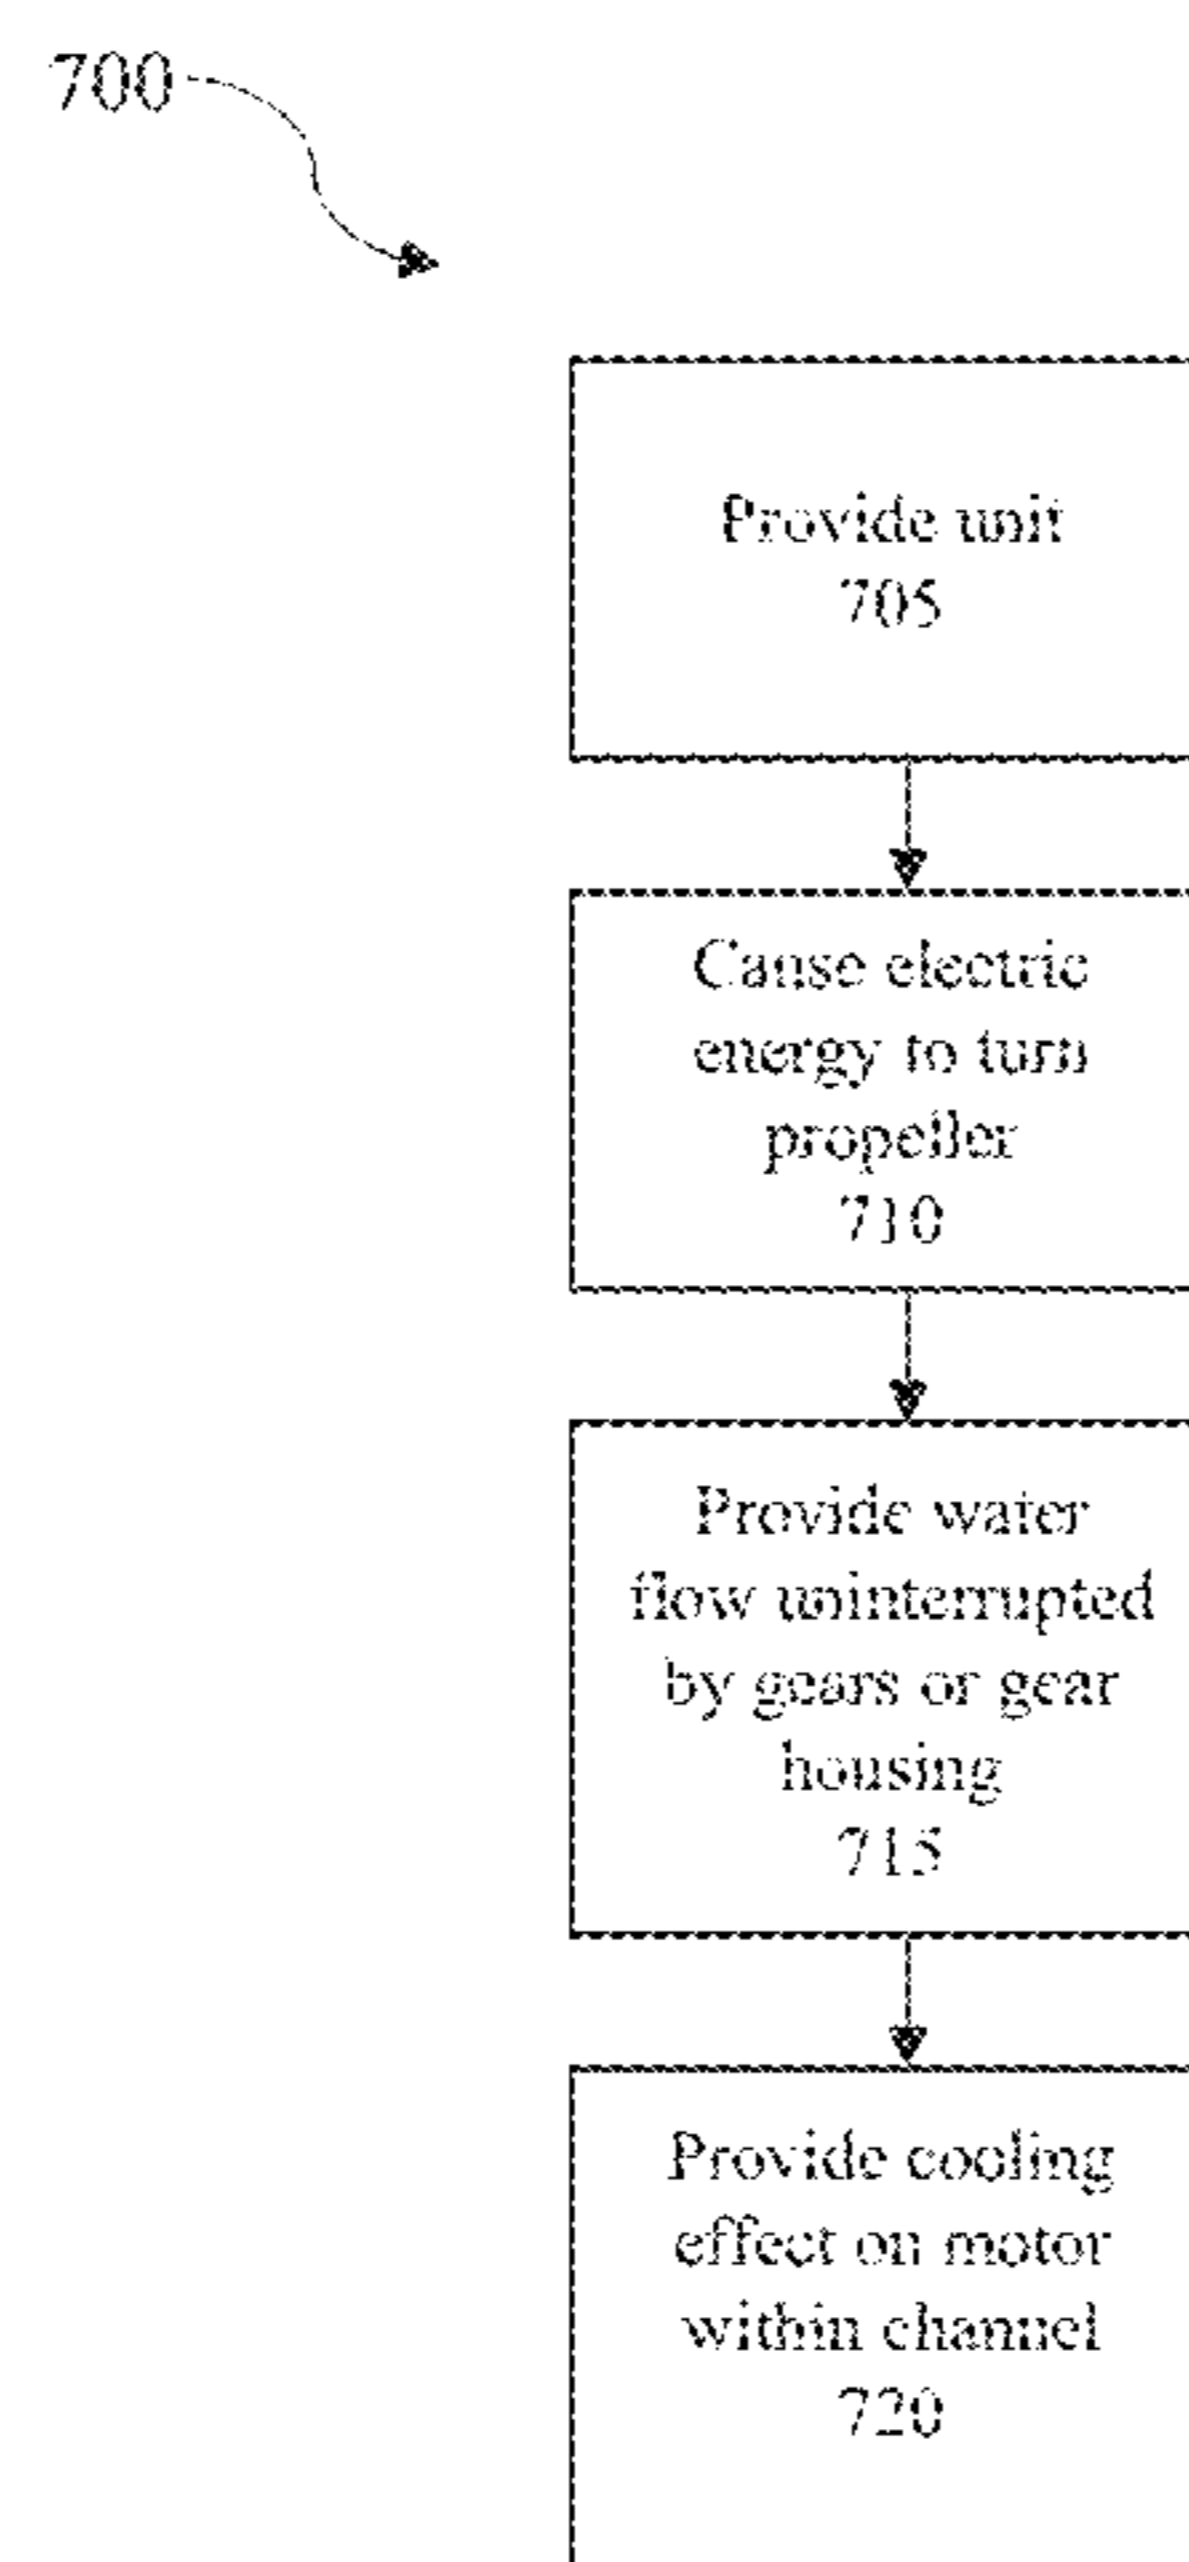 700
Provide unit
705
Cause electric
energy to turn
propeller
710
Provide water
flow uninterrupted
by gears or gear
housing
715
Provide cooling
effect on motor
within channel
720